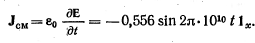 J_см = ε₀ ∂E/∂t = −0,556 sin 2π·10¹⁰ t 1ₓ.